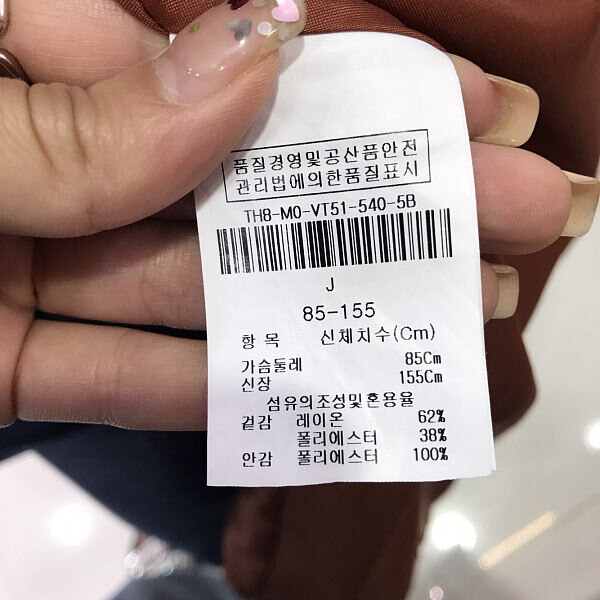 품질경영및공산품안전
관리법에의한품질표시
TH8-M0-VT51-540-5B
J
85-155
항 목 신체치수(Cm)
가슴둘레 85Cm
신장 155Cm
섬유의조성및혼용율
겉감 레이온 62%
폴리에스터 38%
안감 폴리에스터 100%